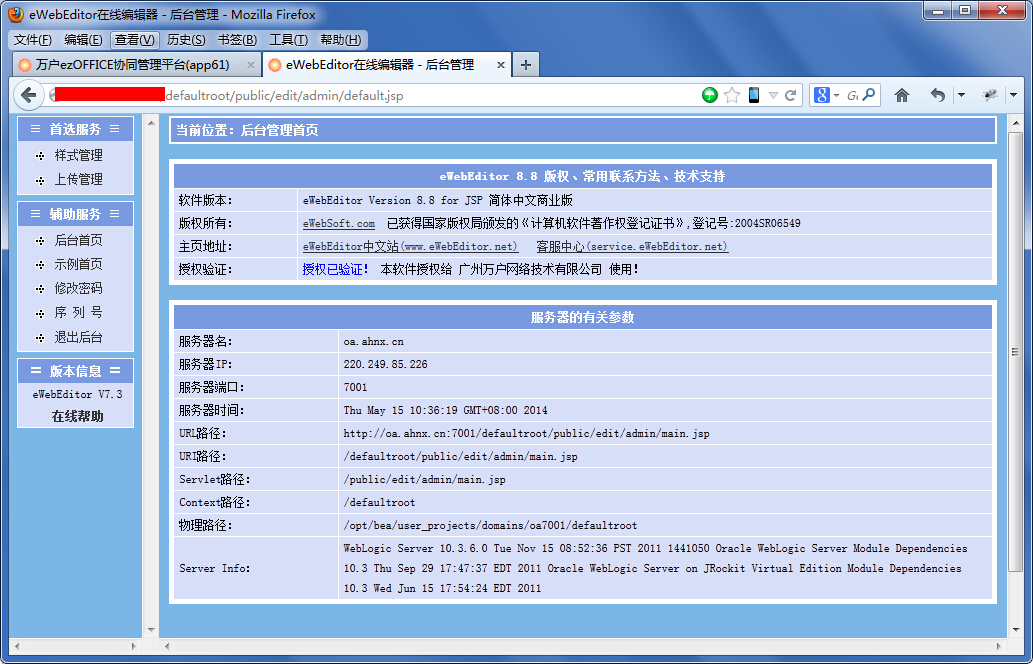 eWebEditor在线编辑器 - 后台管理 - Mozilla Firefox
文件(F) 编辑(E) 查看(V) 历史(S) 书签(B) 工具(T) 帮助(H)
万户ezOFFICE协同管理平台(app61) × eWebEditor在线编辑器 - 后台管理 × +
defaultroot/public/edit/admin/default.jsp
首选服务
样式管理
上传管理
辅助服务
后台首页
示例首页
修改密码
序 列 号
退出后台
版本信息
eWebEditor V7.3
在线帮助
当前位置：后台管理首页
eWebEditor 8.8 版权、常用联系方法、技术支持
软件版本： eWebEditor Version 8.8 for JSP 简体中文商业版
版权所有： eWebSoft.com 已获得国家版权局颁发的《计算机软件著作权登记证书》,登记号:2004SR06549
主页地址： eWebEditor中文站(www.eWebEditor.net) 客服中心(service.eWebEditor.net)
授权验证： 授权已验证！ 本软件授权给 广州万户网络技术有限公司 使用！
服务器的有关参数
服务器名： oa.ahnx.cn
服务器IP： 220.249.85.226
服务器端口： 7001
服务器时间： Thu May 15 10:36:19 GMT+08:00 2014
URL路径： http://oa.ahnx.cn:7001/defaultroot/public/edit/admin/main.jsp
URI路径： /defaultroot/public/edit/admin/main.jsp
Servlet路径： /public/edit/admin/main.jsp
Context路径： /defaultroot
物理路径： /opt/bea/user_projects/domains/oa7001/defaultroot
Server Info: WebLogic Server 10.3.6.0 Tue Nov 15 08:52:36 PST 2011 1441050 Oracle WebLogic Server Module Dependencies
10.3 Thu Sep 29 17:47:37 EDT 2011 Oracle WebLogic Server on JRockit Virtual Edition Module Dependencies
10.3 Wed Jun 15 17:54:24 EDT 2011